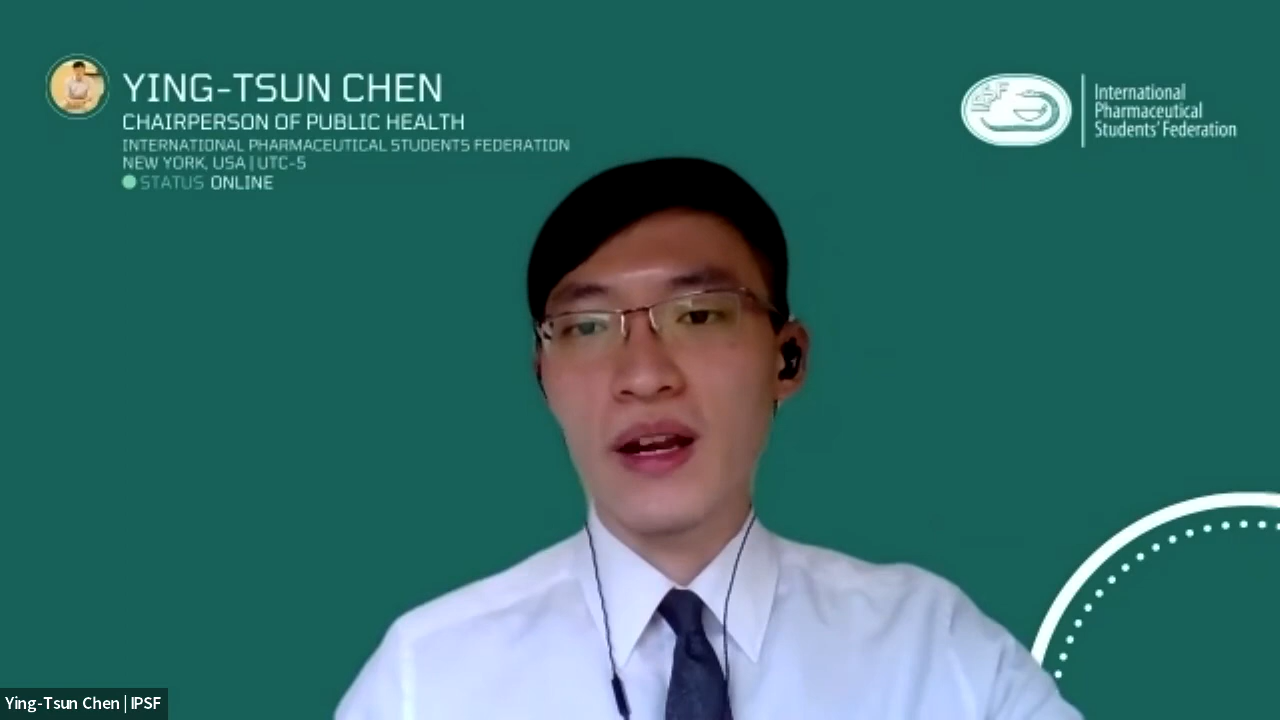 YING-TSUN CHEN
CHAIRPERSON OF PUBLIC HEALTH
INTERNATIONAL PHARMACEUTICAL STUDENTS FEDERATION
NEW YORK, USA | UTC-5
STATUS ONLINE
IPSF
International
Pharmaceutical
Students' Federation
Ying-Tsun Chen | IPSF